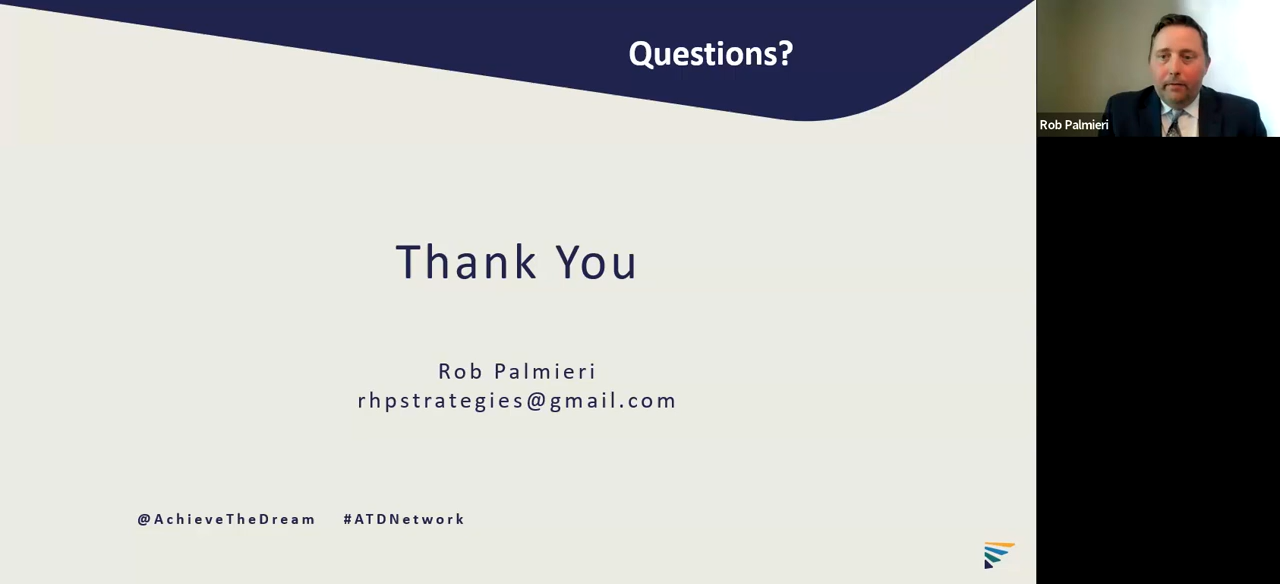 Questions?
Thank You
Rob Palmieri
rhpstrategies@gmail.com
@AchieveTheDream #ATDNetwork
Rob Palmieri